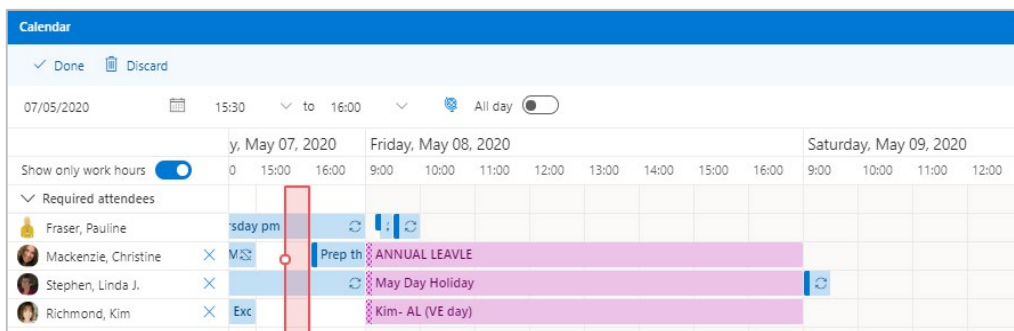 Calendar
Done Discard
07/05/2020 15:30 to 16:00 All day
y, May 07, 2020 Friday, May 08, 2020 Saturday, May 09, 2020
Show only work hours 0 15:00 16:00 9:00 10:00 11:00 12:00 13:00 14:00 15:00 16:00 9:00 10:00 11:00 12:00
Required attendees
Fraser, Pauline rsday pm
Mackenzie, Christine M Prep th ANNUAL LEAVLE
Stephen, Linda J. May Day Holiday
Richmond, Kim Exc Kim- AL (VE day)